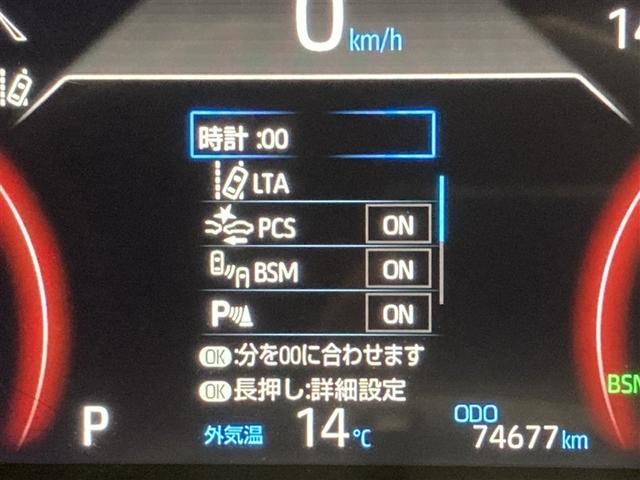 0 km/h
14
時計 :00
LTA
PCS ON
BSM ON
P ON
OK :分を00に合わせます
OK 長押し:詳細設定
BSM
P 外気温 14℃ ODO 74677 km